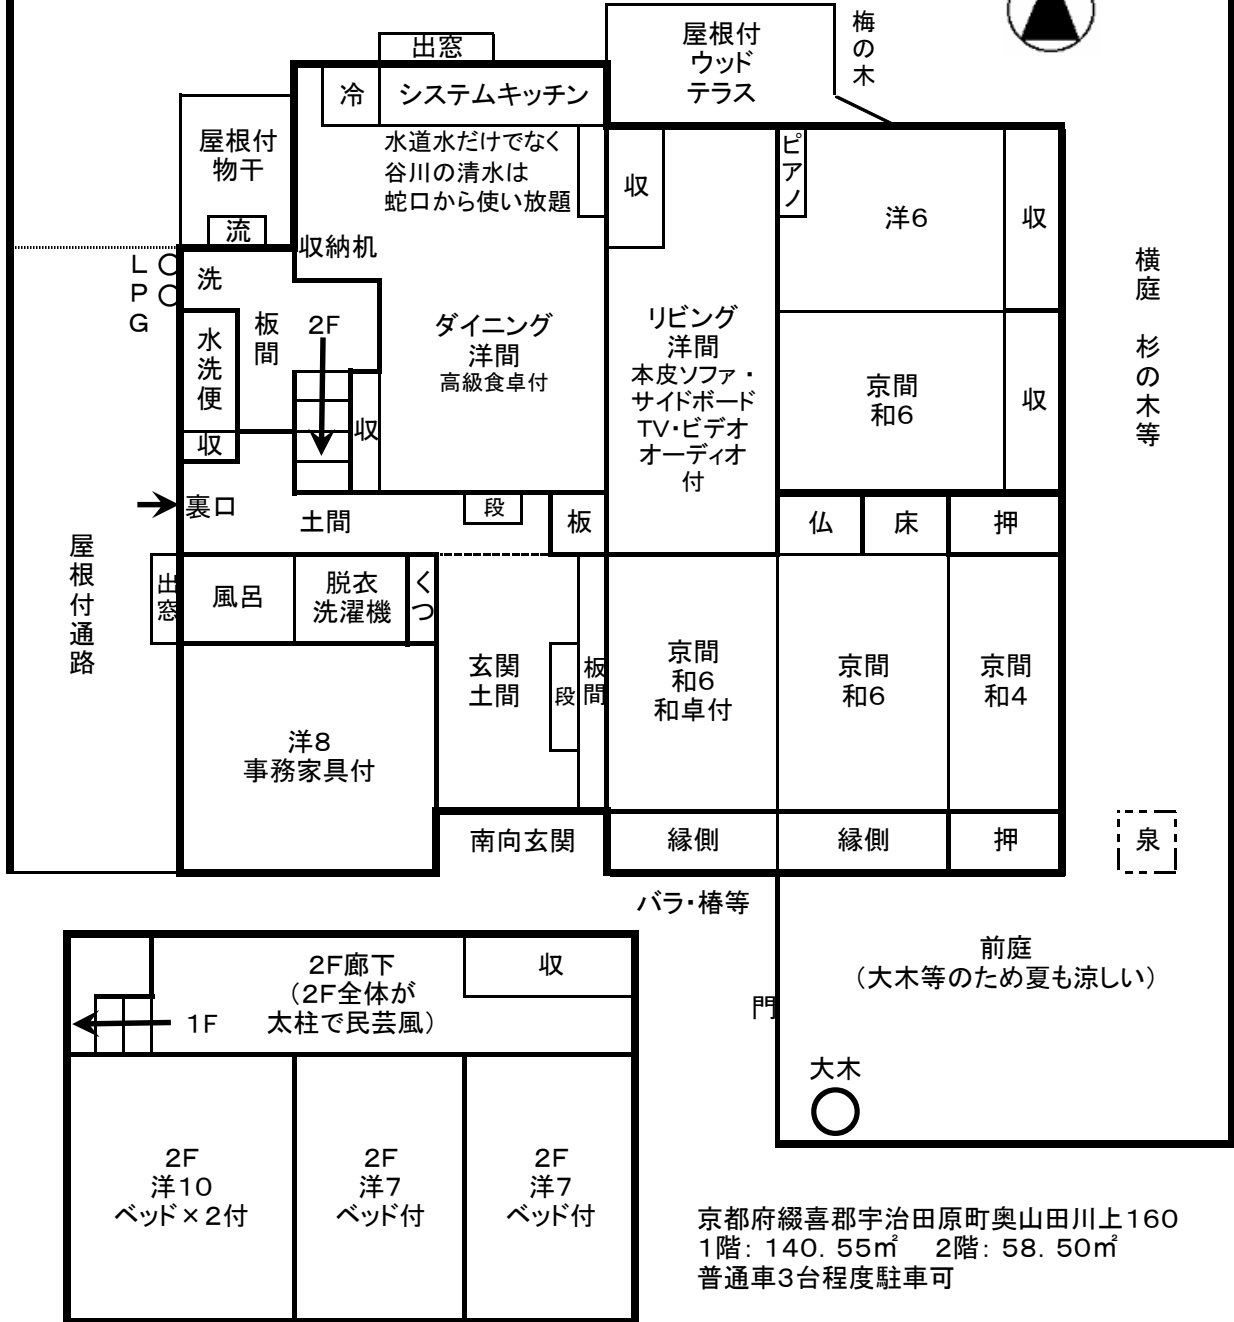 出窓
冷
システムキッチン
屋根付
ウッド
テラス
梅の木
屋根付
物干
流
水道水だけでなく
谷川の清水は
蛇口から使い放題
収
ピアノ
洋6
収
収納机
LPG
洗
板間
2F
水洗便
収
収
ダイニング
洋間
高級食卓付
リビング
洋間
本皮ソファ・
サイドボード
TV・ビデオ
オーディオ
付
京間
和6
収
横庭 杉の木等
裏口
土間
段
板
仏
床
押
屋根付通路
出窓
風呂
脱衣
洗濯機
くつ
玄関
土間
段
板間
京間
和6
和卓付
京間
和6
京間
和4
洋8
事務家具付
南向玄関
縁側
縁側
押
泉
バラ・椿等
前庭
(大木等のため夏も涼しい)
門
大木
2F廊下
(2F全体が
太柱で民芸風)
収
1F
2F
洋10
ベッド×2付
2F
洋7
ベッド付
2F
洋7
ベッド付
京都府綴喜郡宇治田原町奥山田川上160
1階: 140. 55㎡ 2階: 58. 50㎡
普通車3台程度駐車可